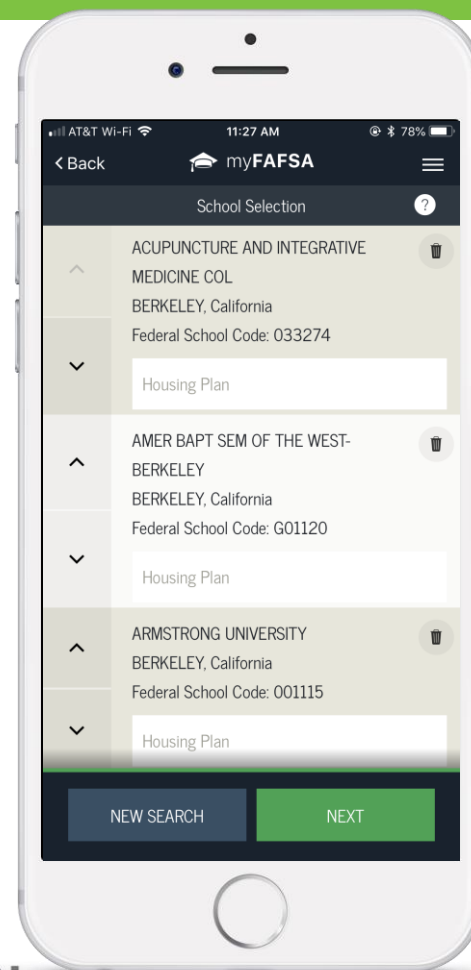 AT&T Wi-Fi 11:27 AM 78%
Back myFAFSA
School Selection ?
ACUPUNCTURE AND INTEGRATIVE
MEDICINE COL
BERKELEY, California
Federal School Code: 033274
Housing Plan
AMER BAPT SEM OF THE WEST-
BERKELEY
BERKELEY, California
Federal School Code: G01120
Housing Plan
ARMSTRONG UNIVERSITY
BERKELEY, California
Federal School Code: 001115
Housing Plan
NEW SEARCH NEXT